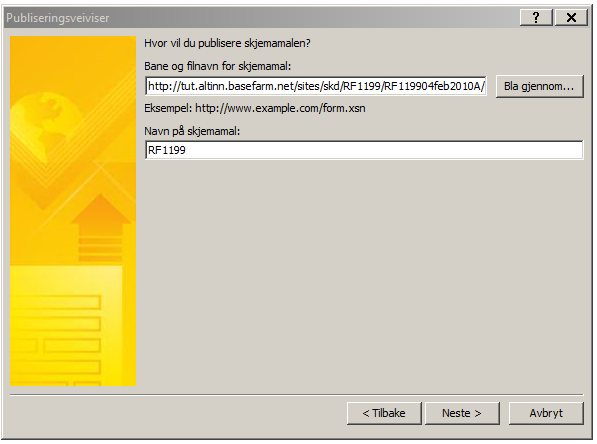 Publiseringsveiviser
Hvor vil du publisere skjemamalen?
Bane og filnavn for skjemamal:
http://tut.altinn.basefarm.net/sites/skd/RF1199/RF119904feb2010A/
Bla gjennom...
Eksempel: http://www.example.com/form.xsn
Navn på skjemamal:
RF1199
< Tilbake
Neste >
Avbryt